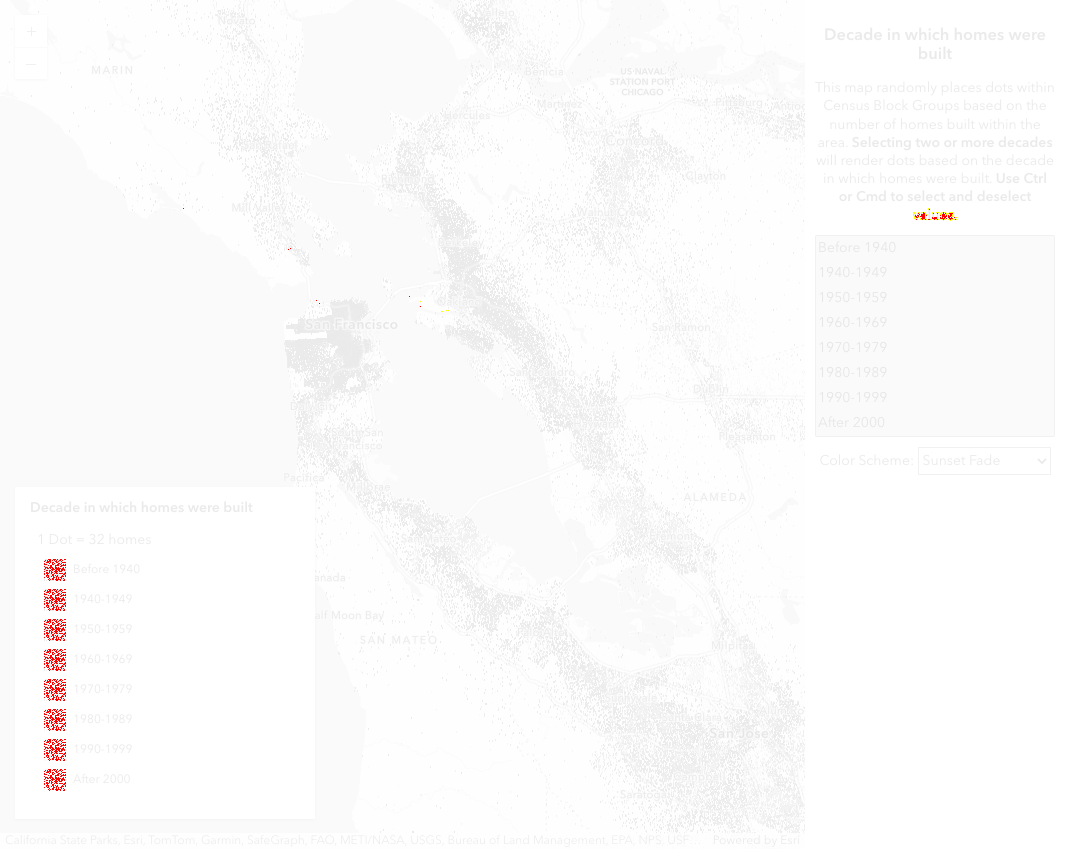 +
−
MARIN
US NAVAL
STATION PORT
CHICAGO
Benicia
Martinez
Hercules
Clayton
San Francisco
San Ramon
Dublin
Pleasanton
Pacifica
ALAMEDA
Half Moon Bay
SAN MATEO
Milpitas
San Jose
Decade in which homes were built
1 Dot = 32 homes
Before 1940
1940-1949
1950-1959
1960-1969
1970-1979
1980-1989
1990-1999
After 2000
California State Parks, Esri, TomTom, Garmin, SafeGraph, FAO, METI/NASA, USGS, Bureau of Land Management, EPA, NPS, USF...
Powered by Esri
Decade in which homes were
built
This map randomly places dots within
Census Block Groups based on the
number of homes built within the
area. Selecting two or more decades
will render dots based on the decade
in which homes were built. Use Ctrl
or Cmd to select and deselect
Before 1940
1940-1949
1950-1959
1960-1969
1970-1979
1980-1989
1990-1999
After 2000
Color Scheme: Sunset Fade